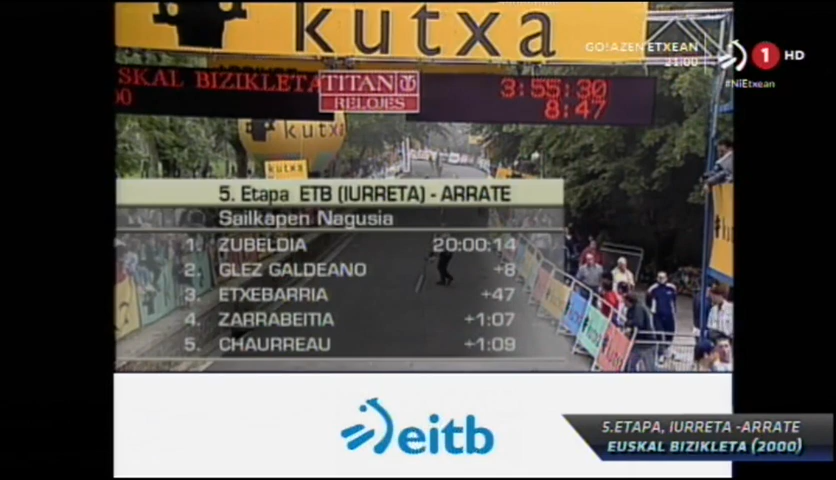 kutxa
GO!AZEN ETXEAN
21:00
1 HD
#NiEtxean
USKAL BIZIKLETA
00
TITAN
RELOJES
3:55:30
8:47
kutxa
kutxa
5. Etapa ETB (IURRETA) - ARRATE
Sailkapen Nagusia
1. ZUBELDIA 20:00:14
2. GLEZ GALDEANO +8
3. ETXEBARRIA +47
4. ZARRABEITIA +1:07
5. CHAURREAU +1:09
eitb
5.ETAPA, IURRETA -ARRATE
EUSKAL BIZIKLETA (2000)